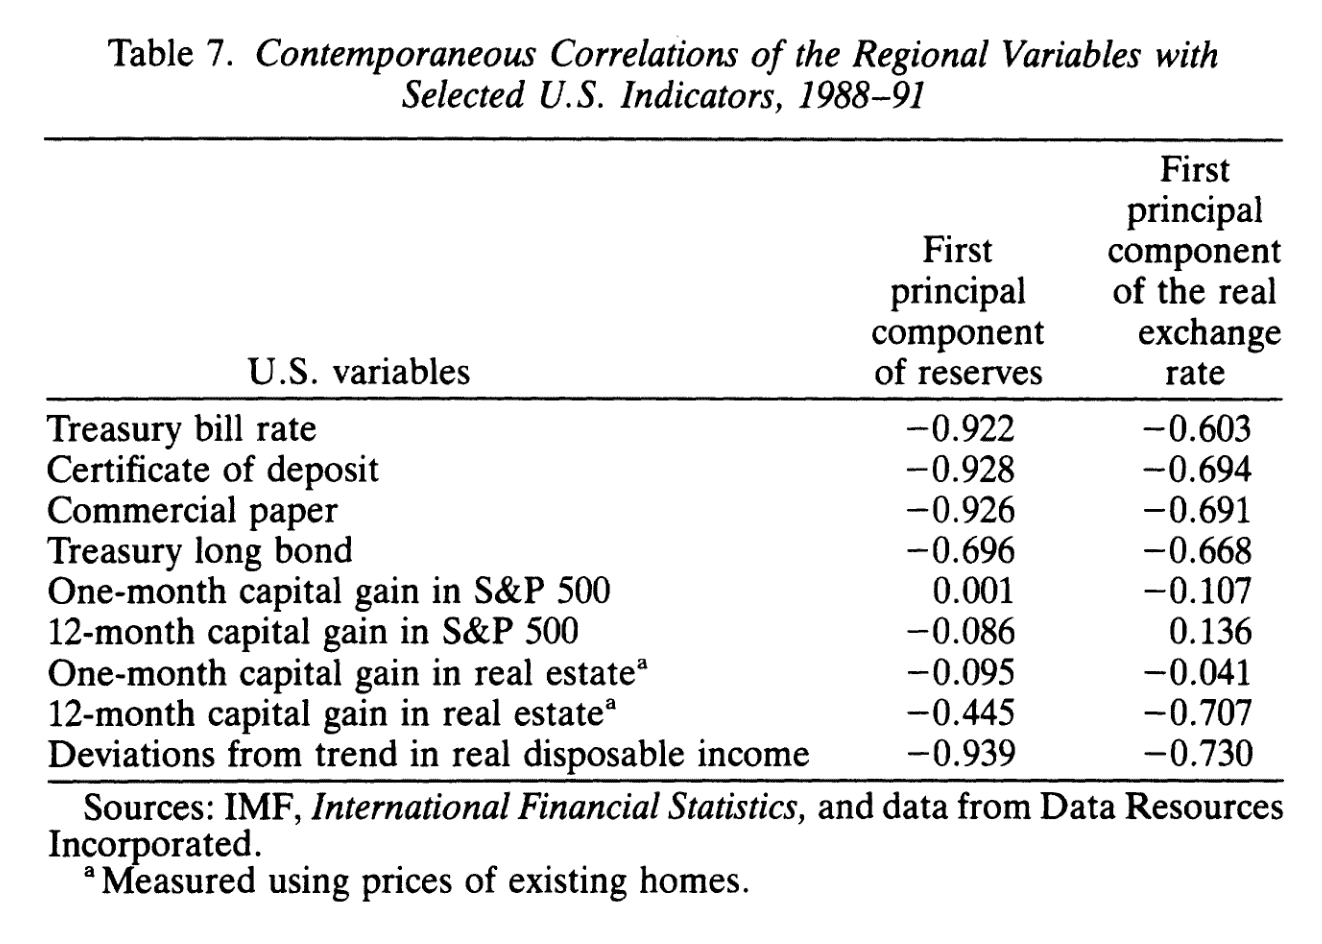 Table 7. Contemporaneous Correlations of the Regional Variables with
Selected U.S. Indicators, 1988–91
First
principal
component
of the real
exchange
rate
First
principal
component
of reserves
U.S. variables
Treasury bill rate −0.922 −0.603
Certificate of deposit −0.928 −0.694
Commercial paper −0.926 −0.691
Treasury long bond −0.696 −0.668
One-month capital gain in S&P 500 0.001 −0.107
12-month capital gain in S&P 500 −0.086 0.136
One-month capital gain in real estateᵃ −0.095 −0.041
12-month capital gain in real estateᵃ −0.445 −0.707
Deviations from trend in real disposable income −0.939 −0.730
Sources: IMF, International Financial Statistics, and data from Data Resources
Incorporated.
ᵃ Measured using prices of existing homes.